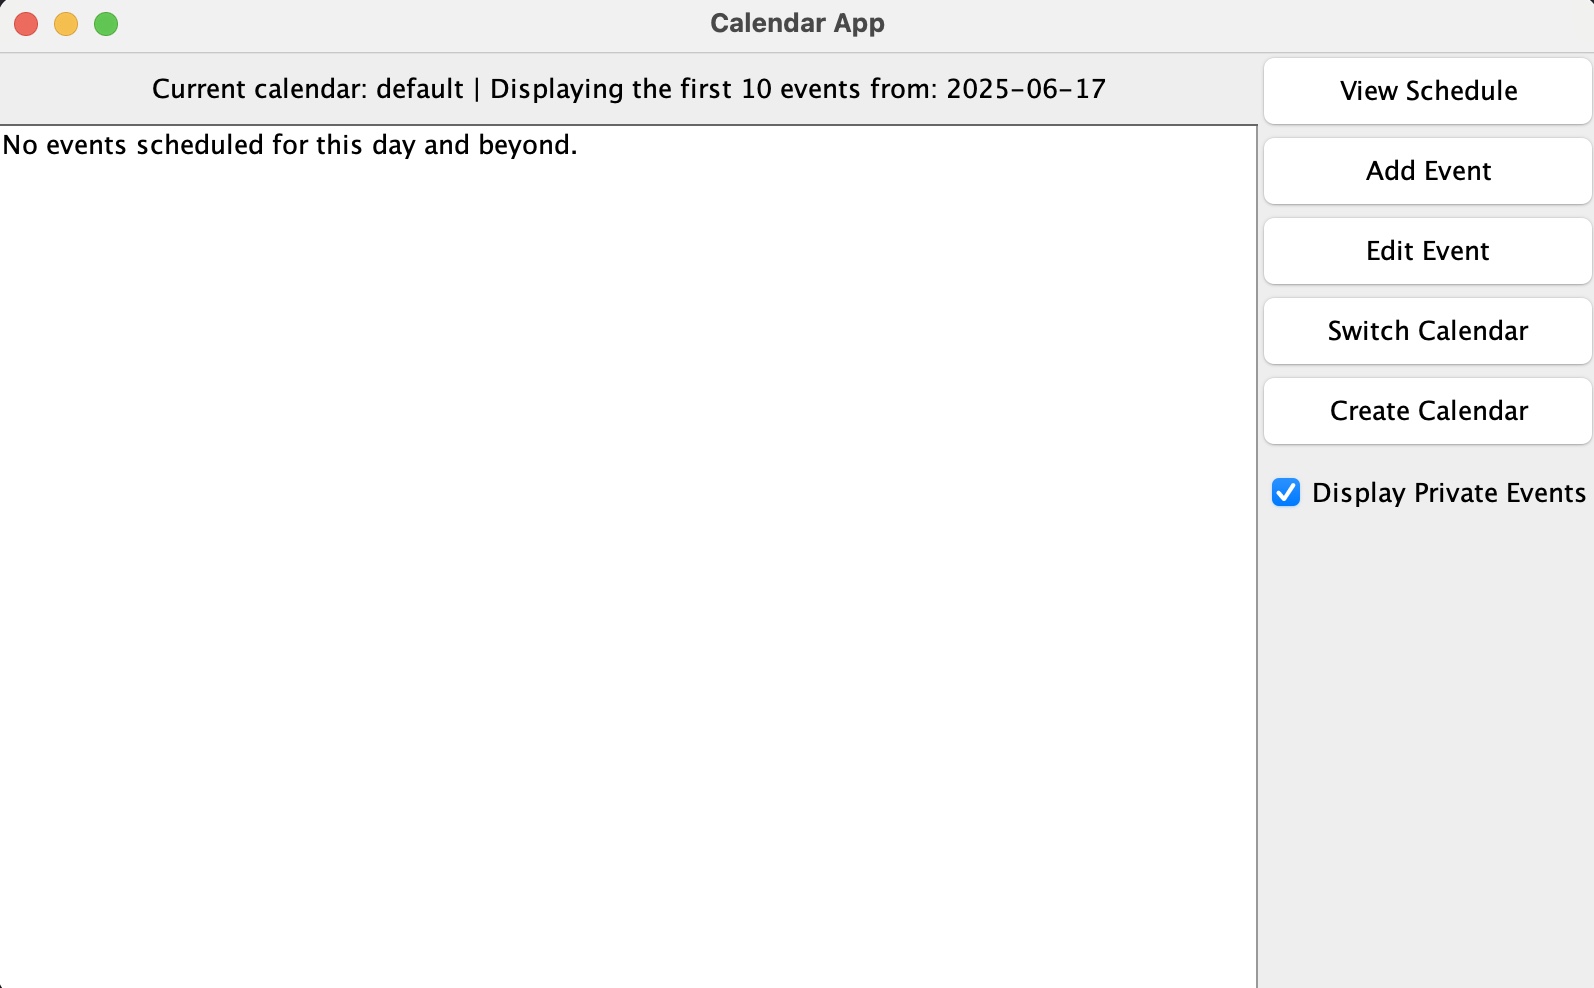 Calendar App
Current calendar: default | Displaying the first 10 events from: 2025-06-17
No events scheduled for this day and beyond.
View Schedule
Add Event
Edit Event
Switch Calendar
Create Calendar
Display Private Events